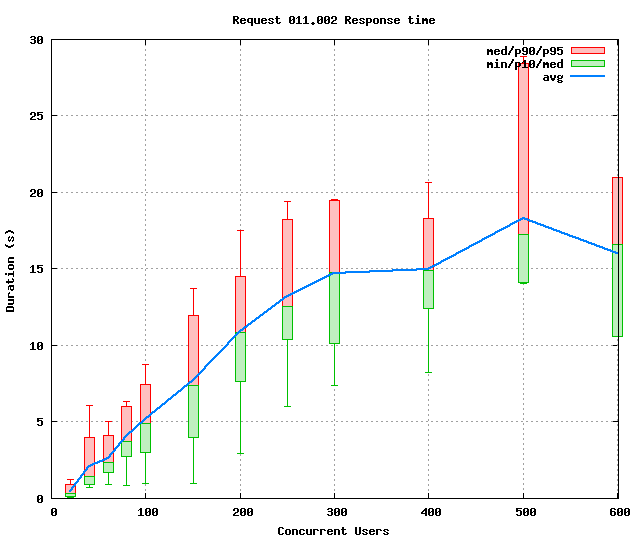 Request 011.002 Response time
30
med/p90/p95
min/p10/med
avg
25
20
15
10
5
0
Duration (s)
0 100 200 300 400 500 600
Concurrent Users